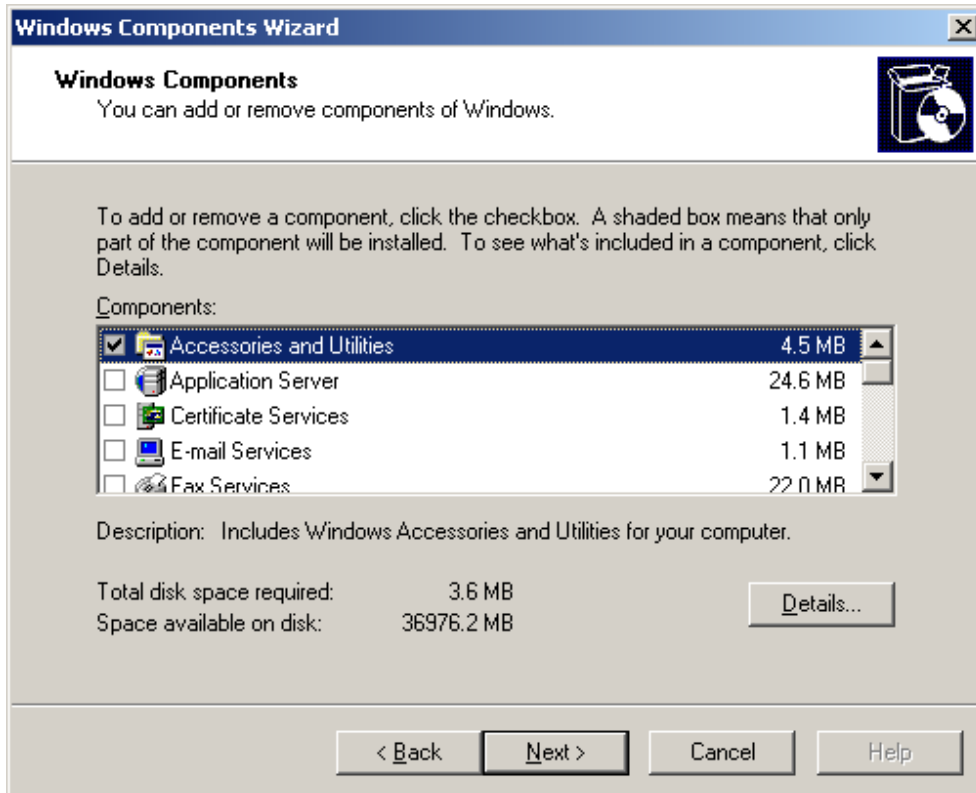 Windows Components Wizard
Windows Components
You can add or remove components of Windows.
To add or remove a component, click the checkbox. A shaded box means that only
part of the component will be installed. To see what's included in a component, click
Details.
Components:
Accessories and Utilities 4.5 MB
Application Server 24.6 MB
Certificate Services 1.4 MB
E-mail Services 1.1 MB
Fax Services 22.0 MB
Description: Includes Windows Accessories and Utilities for your computer.
Total disk space required: 3.6 MB
Space available on disk: 36976.2 MB
Details...
< Back Next > Cancel Help